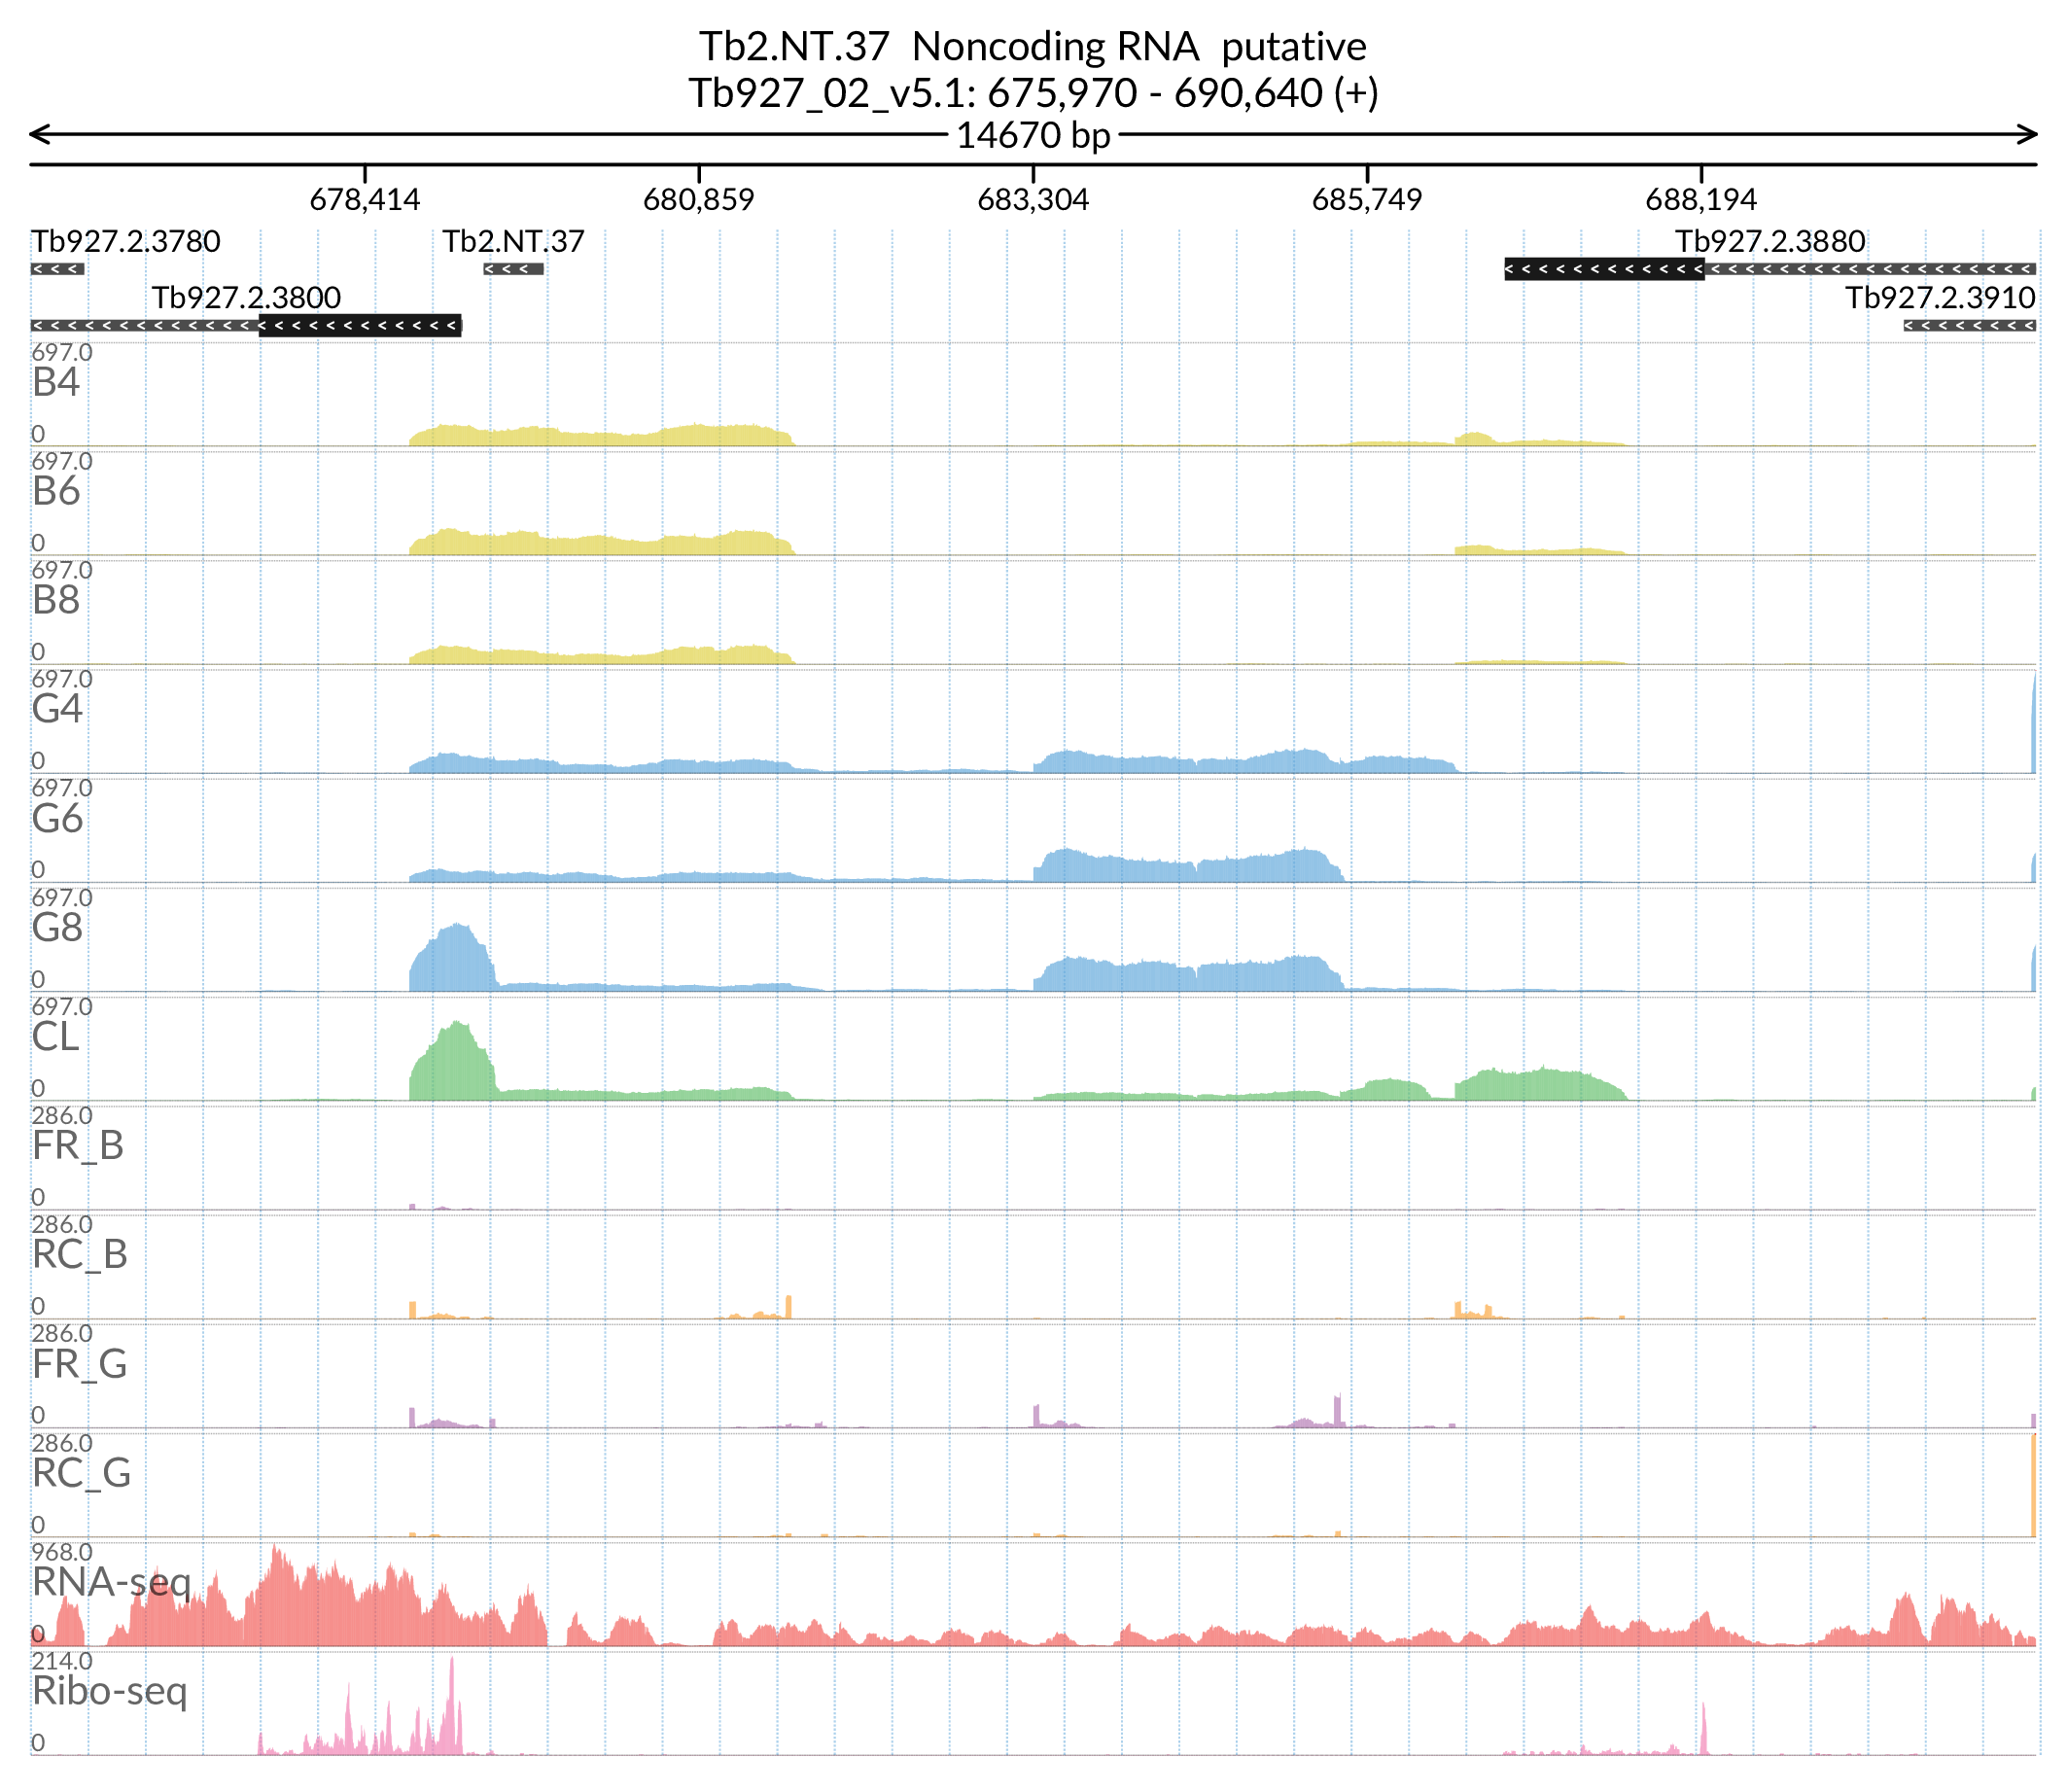 Tb2.NT.37  Noncoding RNA  putative
Tb927_02_v5.1: 675,970 - 690,640 (+)
14670 bp
678,414 680,859 683,304 685,749 688,194
Tb927.2.3780 Tb2.NT.37 Tb927.2.3880
Tb927.2.3800 Tb927.2.3910
697.0
B4
0
697.0
B6
0
697.0
B8
0
697.0
G4
0
697.0
G6
0
697.0
G8
0
697.0
CL
0
286.0
FR_B
0
286.0
RC_B
0
286.0
FR_G
0
286.0
RC_G
0
968.0
RNA-seq
0
214.0
Ribo-seq
0